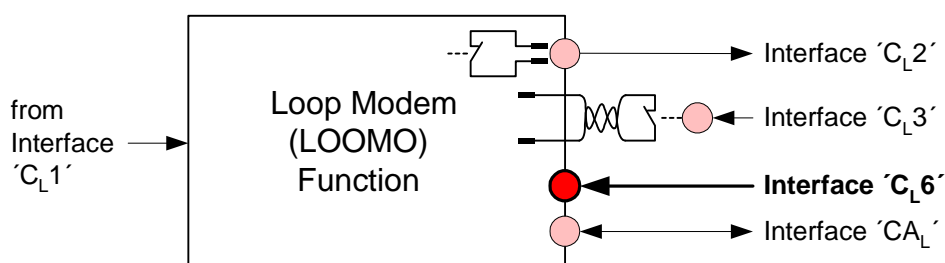 Interface ´CL2´
from
Interface
´CL1´
Loop Modem
(LOOMO)
Function
Interface ´CL3´
Interface ´CL6´
Interface ´CAL´